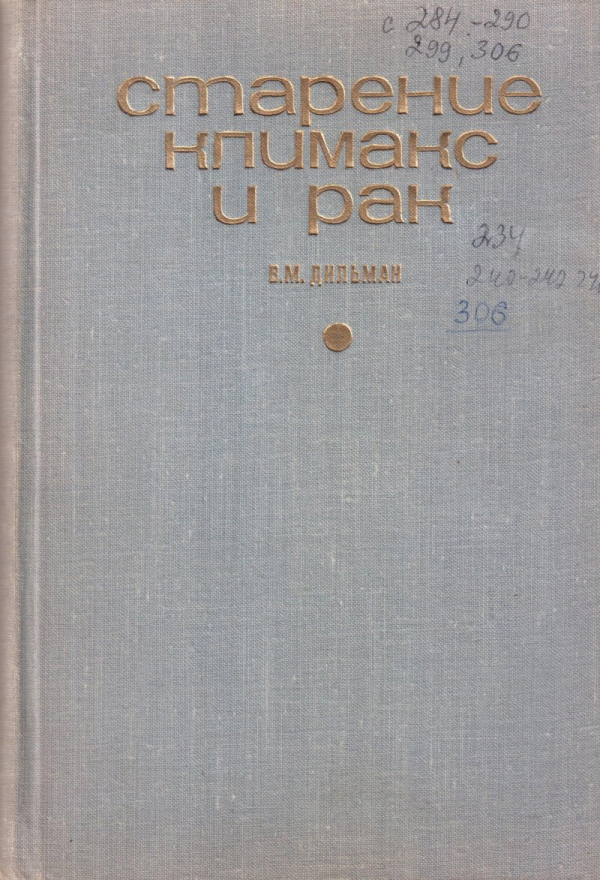 с 284-290
299, 306
старение
климакс
и рак
234
В.М. ДИЛЬМАН
306